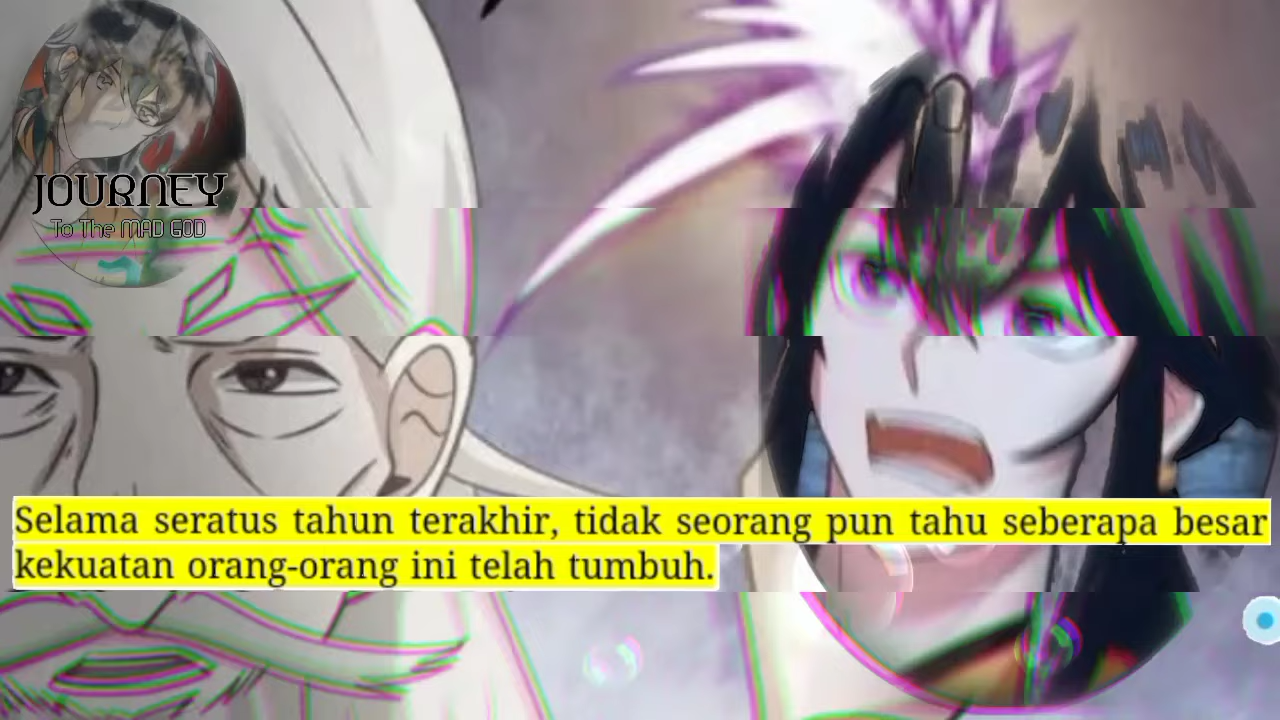 JOURNEY
To The MAD GOD
Selama seratus tahun terakhir, tidak seorang pun tahu seberapa besar
kekuatan orang-orang ini telah tumbuh.